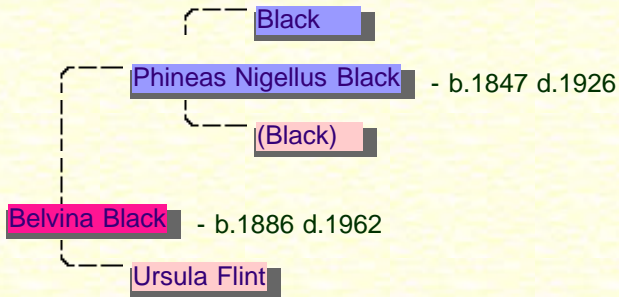 Black
Phineas Nigellus Black - b.1847 d.1926
(Black)
Belvina Black - b.1886 d.1962
Ursula Flint